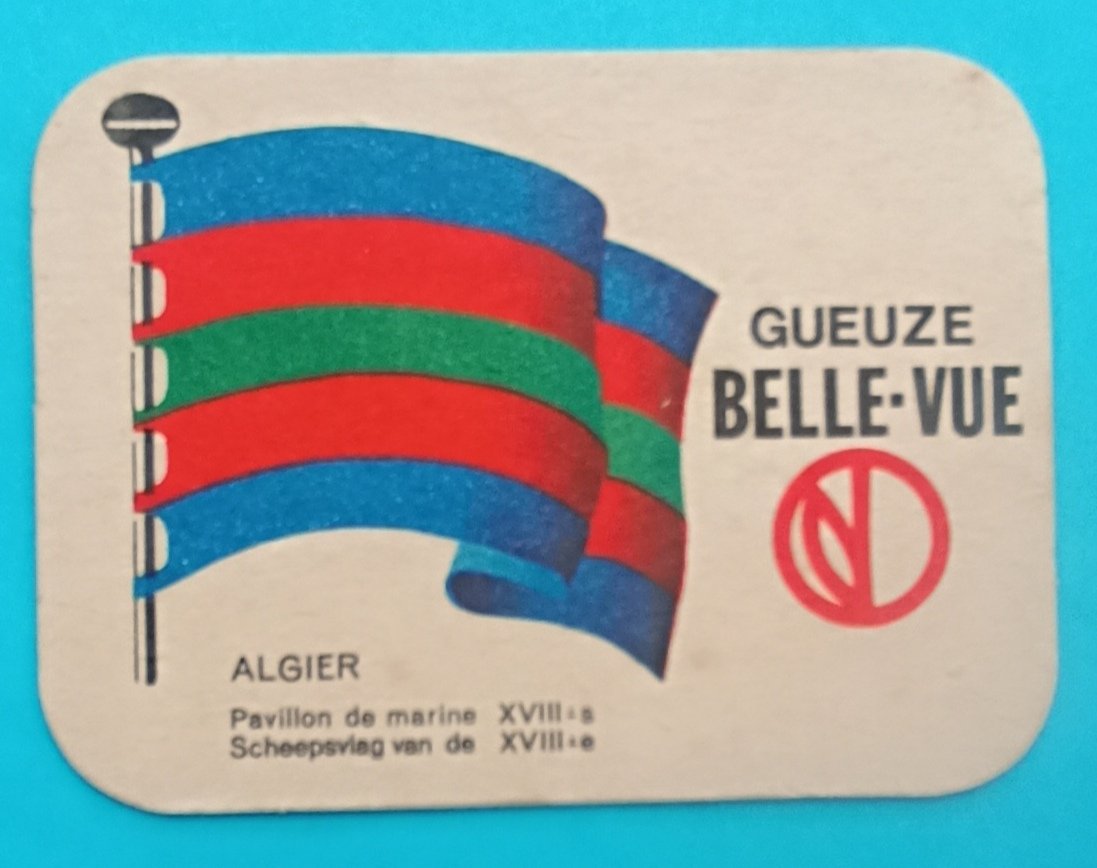 GUEUZE
BELLE-VUE
ALGIER
Pavillon de marine XVIII.s
Scheepsvlag van de XVIII.e